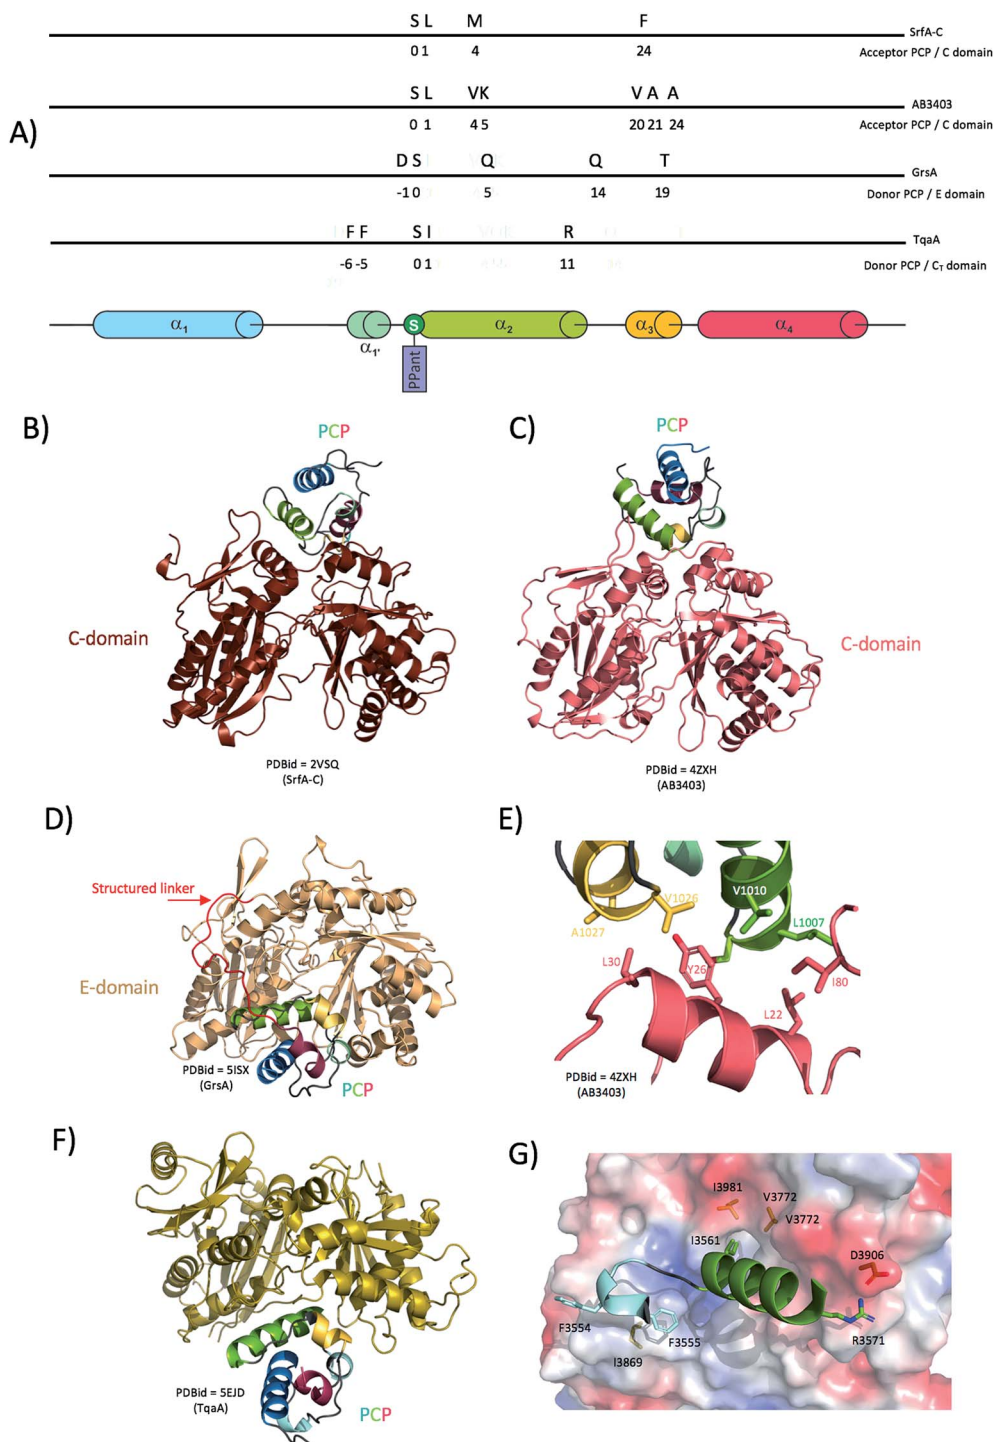 A)
S L M F
SrfA-C
0 1 4 24
Acceptor PCP / C domain
S L VK V A A
AB3403
0 1 4 5 20 21 24
Acceptor PCP / C domain
D S Q Q T
GrsA
-1 0 5 14 19
Donor PCP / E domain
F F S I R
TqaA
-6 -5 0 1 11
Donor PCP / CT domain
α1
α1'
S
α2
α3
α4
PPant
B)
PCP
C-domain
PDBid = 2VSQ
(SrfA-C)
C)
PCP
C-domain
PDBid = 4ZXH
(AB3403)
D)
Structured linker
E-domain
PDBid = 5ISX
(GrsA)
PCP
E)
V1026
V1010
A1027
L1007
L30
Y26
I80
L22
PDBid = 4ZXH
(AB3403)
F)
PDBid = 5EJD
(TqaA)
PCP
G)
I3981
V3772
V3772
I3561
D3906
F3554
F3555
R3571
I3869